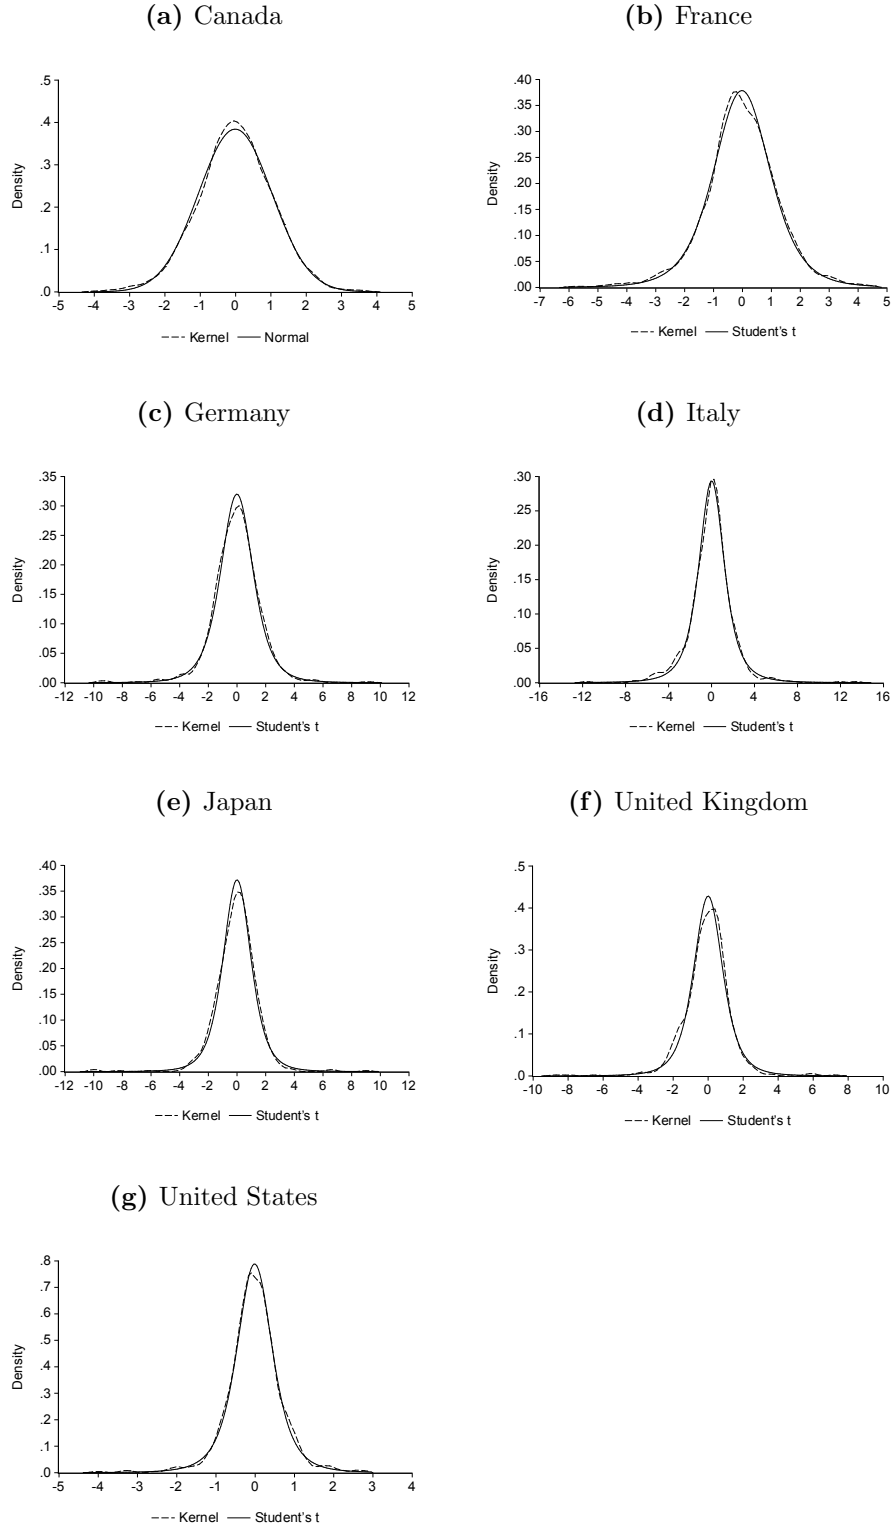 (a) Canada
Density
.5
.4
.3
.2
.1
.0
-5 -4 -3 -2 -1 0 1 2 3 4 5
Kernel Normal
(b) France
Density
.40
.35
.30
.25
.20
.15
.10
.05
.00
-7 -6 -5 -4 -3 -2 -1 0 1 2 3 4 5
Kernel Student's t
(c) Germany
Density
.35
.30
.25
.20
.15
.10
.05
.00
-12 -10 -8 -6 -4 -2 0 2 4 6 8 10 12
Kernel Student's t
(d) Italy
Density
.30
.25
.20
.15
.10
.05
.00
-16 -12 -8 -4 0 4 8 12 16
Kernel Student's t
(e) Japan
Density
.40
.35
.30
.25
.20
.15
.10
.05
.00
-12 -10 -8 -6 -4 -2 0 2 4 6 8 10 12
Kernel Student's t
(f) United Kingdom
Density
.5
.4
.3
.2
.1
.0
-10 -8 -6 -4 -2 0 2 4 6 8 10
Kernel Student's t
(g) United States
Density
.8
.7
.6
.5
.4
.3
.2
.1
.0
-5 -4 -3 -2 -1 0 1 2 3 4
Kernel Student's t